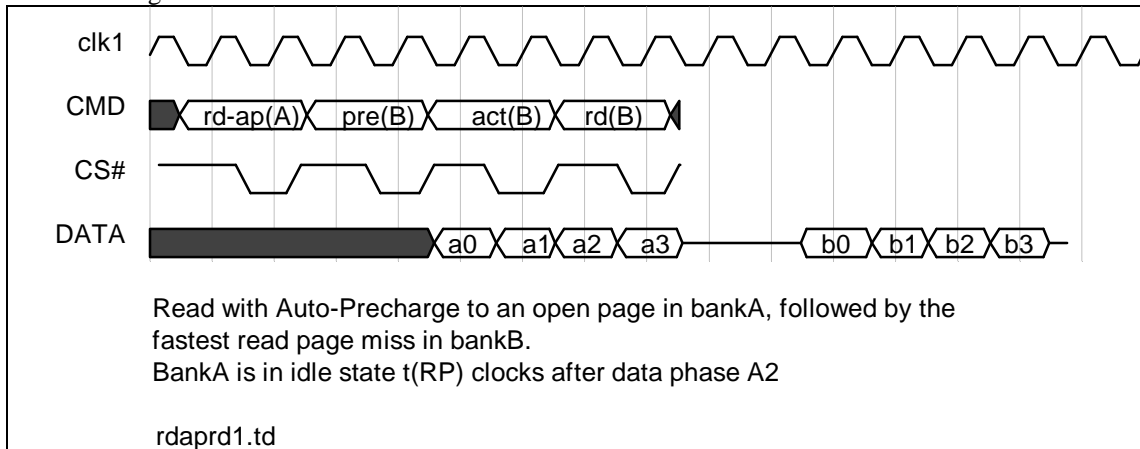 clk1
CMD rd-ap(A) pre(B) act(B) rd(B)
CS#
DATA a0 a1 a2 a3 b0 b1 b2 b3
Read with Auto-Precharge to an open page in bankA, followed by the
fastest read page miss in bankB.
BankA is in idle state t(RP) clocks after data phase A2
rdaprd1.td